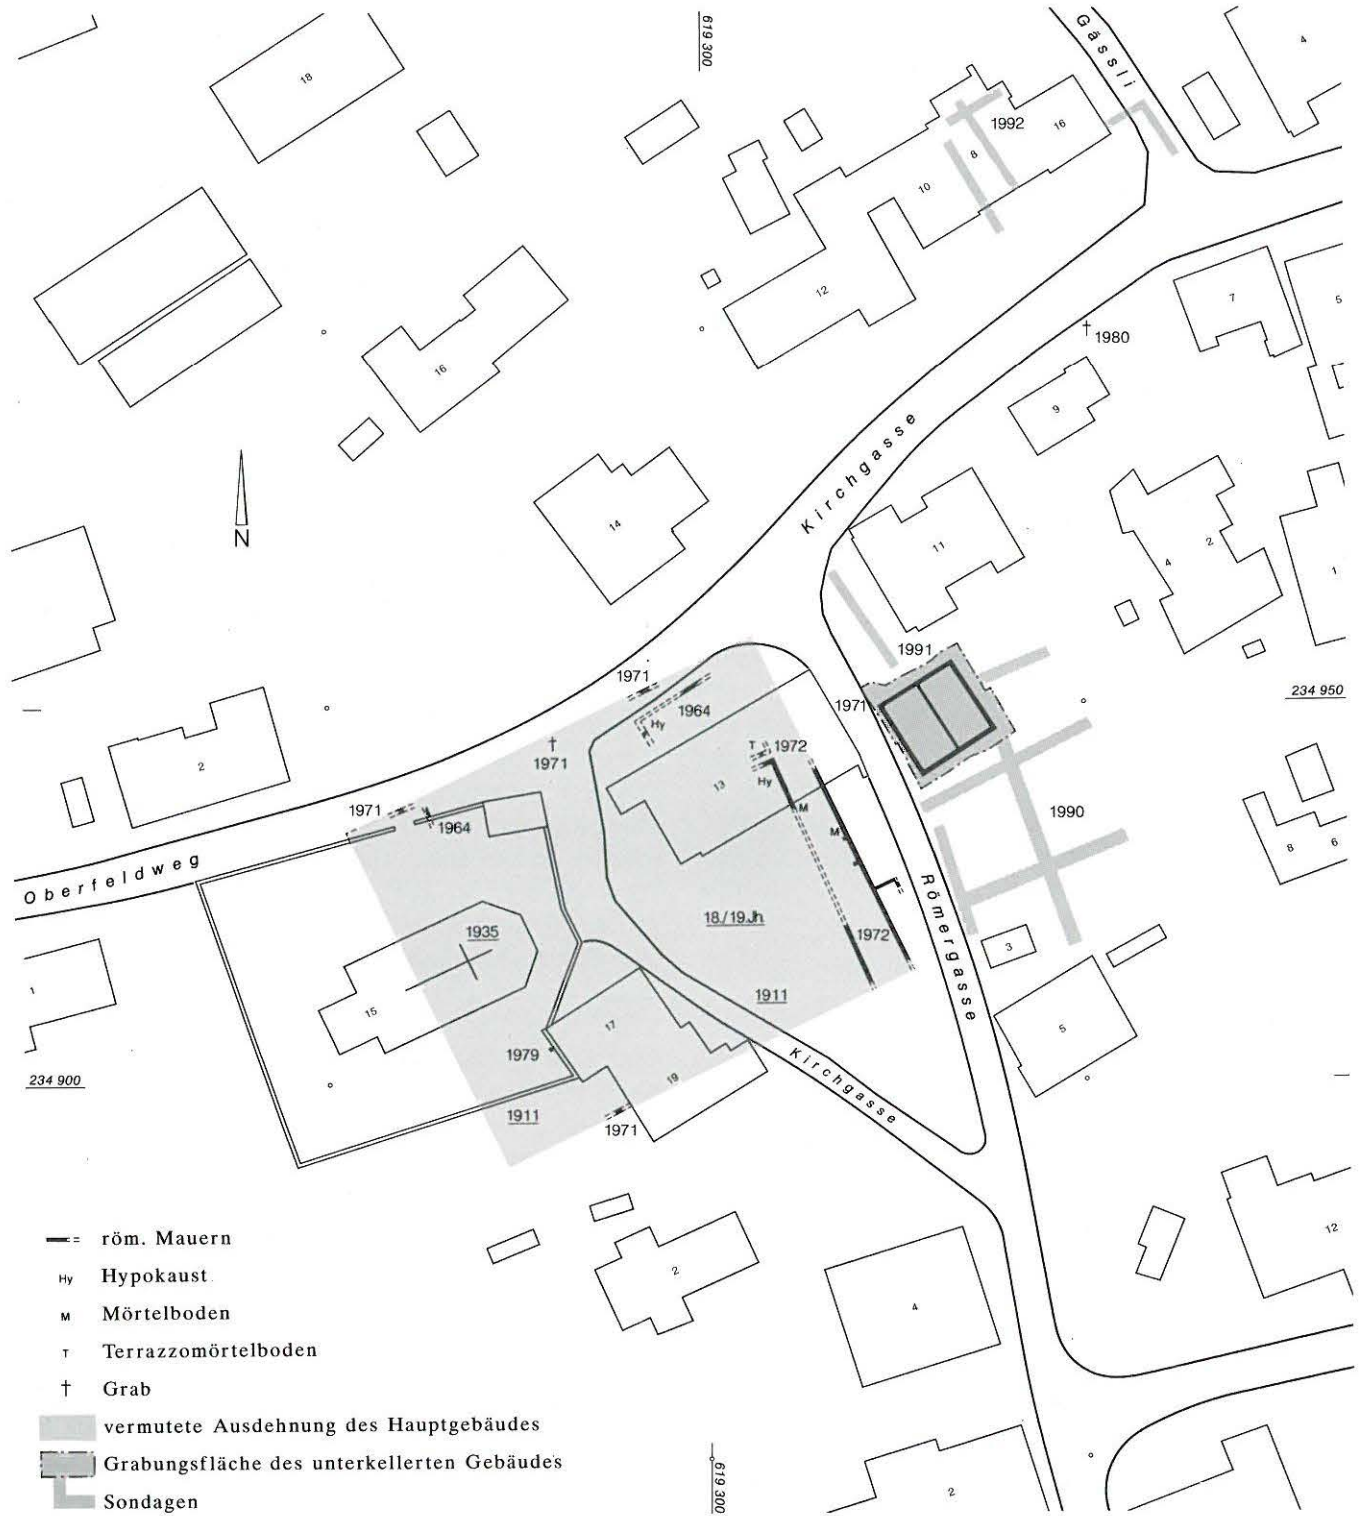 619 300
Gässli
4
18
1992
16
8
10
12
7
5
1980
16
9
Kirchgasse
14
11
4
2
1
N
1991
234 950
1971
1971
1964
Hy
1971
T
1972
2
13
Hy
M
1971
1964
M
1990
8
6
Oberfeldweg
Römergasse
18./19.Jh
1935
1972
3
1
15
1911
17
5
1979
Kirchgasse
19
234 900
1911
1971
12
2
4
röm. Mauern
Hy Hypokaust
M Mörtelboden
T Terrazzomörtelboden
† Grab
vermutete Ausdehnung des Hauptgebäudes
Grabungsfläche des unterkellerten Gebäudes
Sondagen
619 300
2